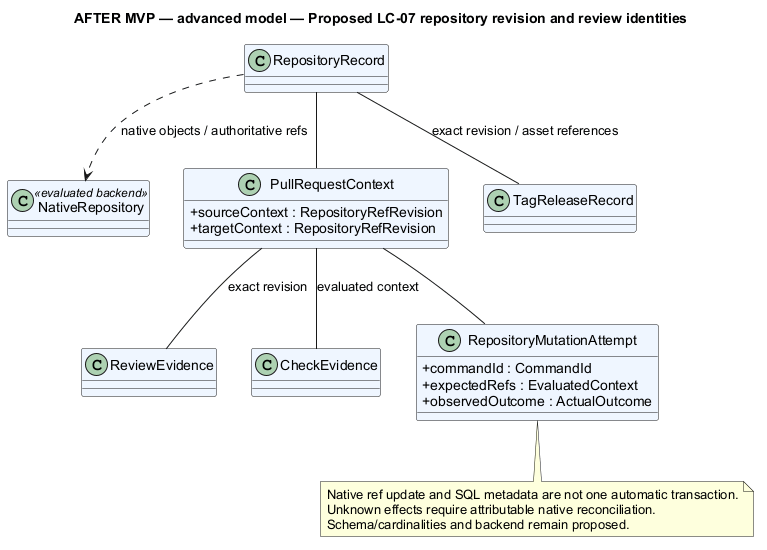 AFTER MVP — advanced model — Proposed LC-07 repository revision and review identities
C RepositoryRecord
native objects / authoritative refs
exact revision / asset references
C «evaluated backend»
NativeRepository
C PullRequestContext
+sourceContext : RepositoryRefRevision
+targetContext : RepositoryRefRevision
C TagReleaseRecord
exact revision
evaluated context
C ReviewEvidence
C CheckEvidence
C RepositoryMutationAttempt
+commandId : CommandId
+expectedRefs : EvaluatedContext
+observedOutcome : ActualOutcome
Native ref update and SQL metadata are not one automatic transaction.
Unknown effects require attributable native reconciliation.
Schema/cardinalities and backend remain proposed.